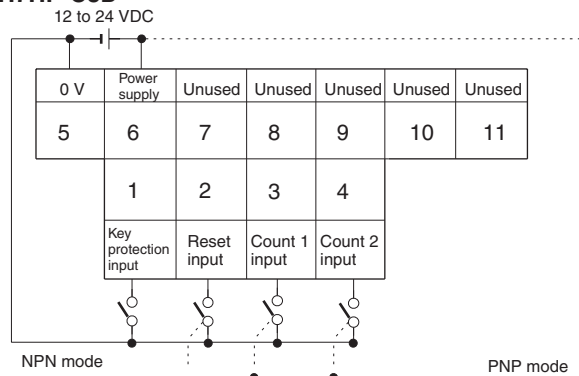 12 to 24 VDC
0 V
Power
supply
Unused
Unused
Unused
Unused
Unused
5
6
7
8
9
10
11
1
2
3
4
Key
protection
input
Reset
input
Count 1
input
Count 2
input
NPN mode
PNP mode